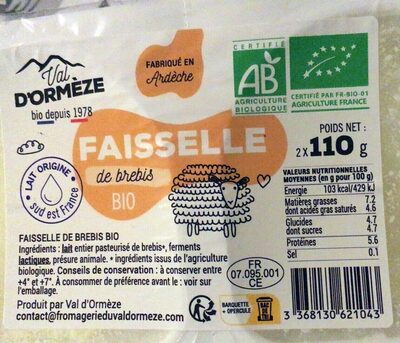 Val
D'ORMÈZE
bio depuis 1978
FABRIQUÉ EN
Ardèche
CERTIFIÉ
AB
AGRICULTURE
BIOLOGIQUE
CERTIFIÉ PAR FR-BIO-01
AGRICULTURE FRANCE
FAISSELLE
de brebis
BIO
LAIT ORIGINE
sud est France
POIDS NET :
2 x 110 g
VALEURS NUTRITIONNELLES
MOYENNES (en g pour 100 g)
Energie 103 kcal/429 kJ
Matières grasses 7.2
dont acides gras saturés 4.6
Glucides 4.7
dont sucres 4.7
Protéines 5.6
Sel 0.1
FAISSELLE DE BREBIS BIO
Ingrédients : lait entier pasteurisé de brebis*, ferments
lactiques, présure animale. * ingrédients issus de l'agriculture
biologique. Conseils de conservation : à conserver entre
+4° et +7°. À consommer de préférence avant le : voir sur
l'emballage.
FR
07.095.001
CE
Produit par Val d'Ormèze
contact@fromagerieduvaldormeze.com
BARQUETTE
+ OPERCULE
3 368130 621043